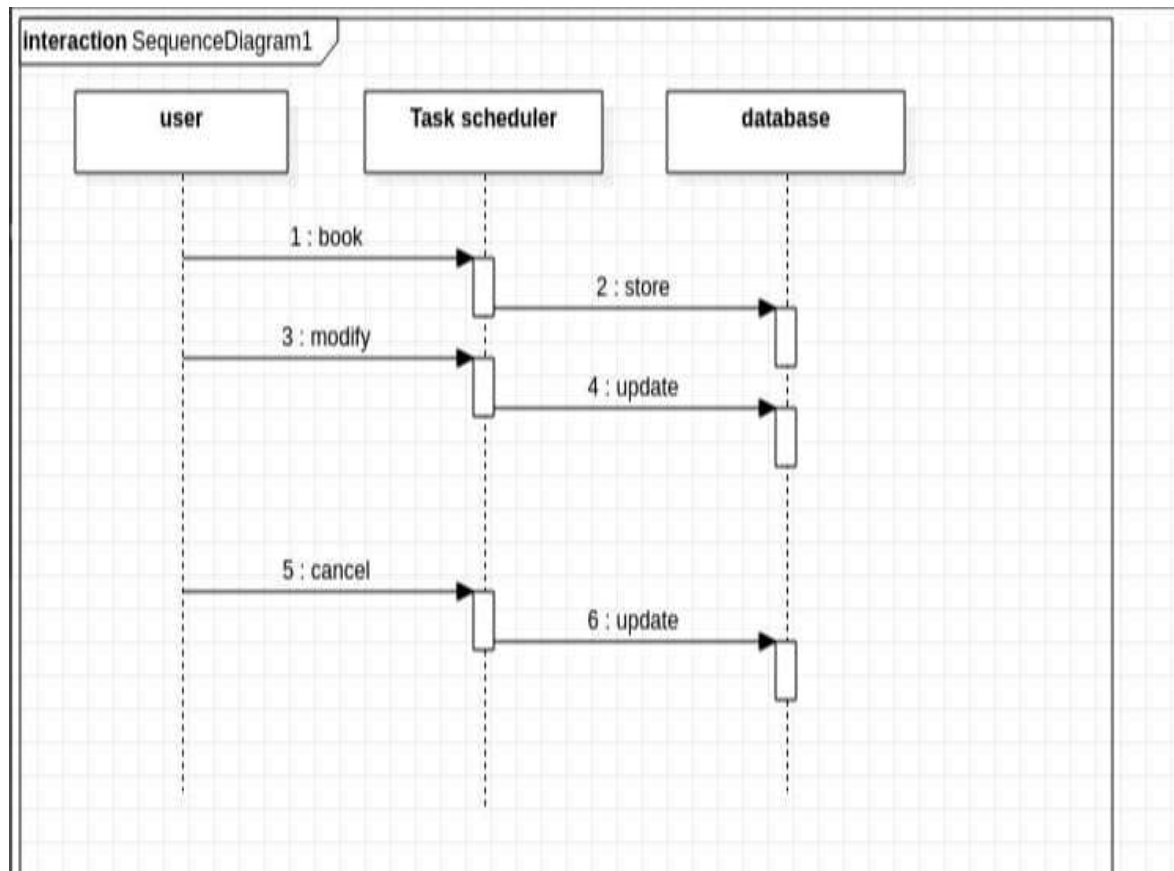 interaction SequenceDiagram1
user
Task scheduler
database
1 : book
2 : store
3 : modify
4 : update
5 : cancel
6 : update